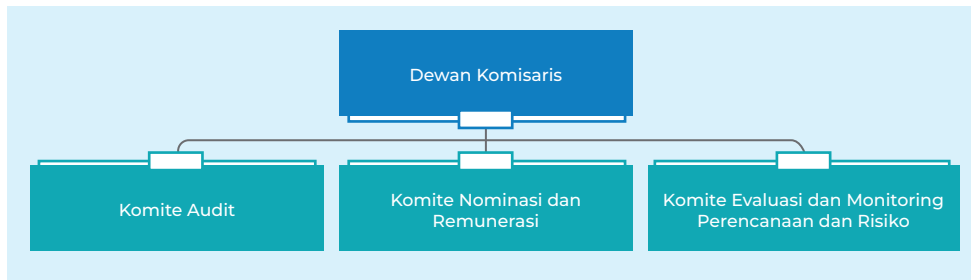 Dewan Komisaris
Komite Audit
Komite Nominasi dan
Remunerasi
Komite Evaluasi dan Monitoring
Perencanaan dan Risiko